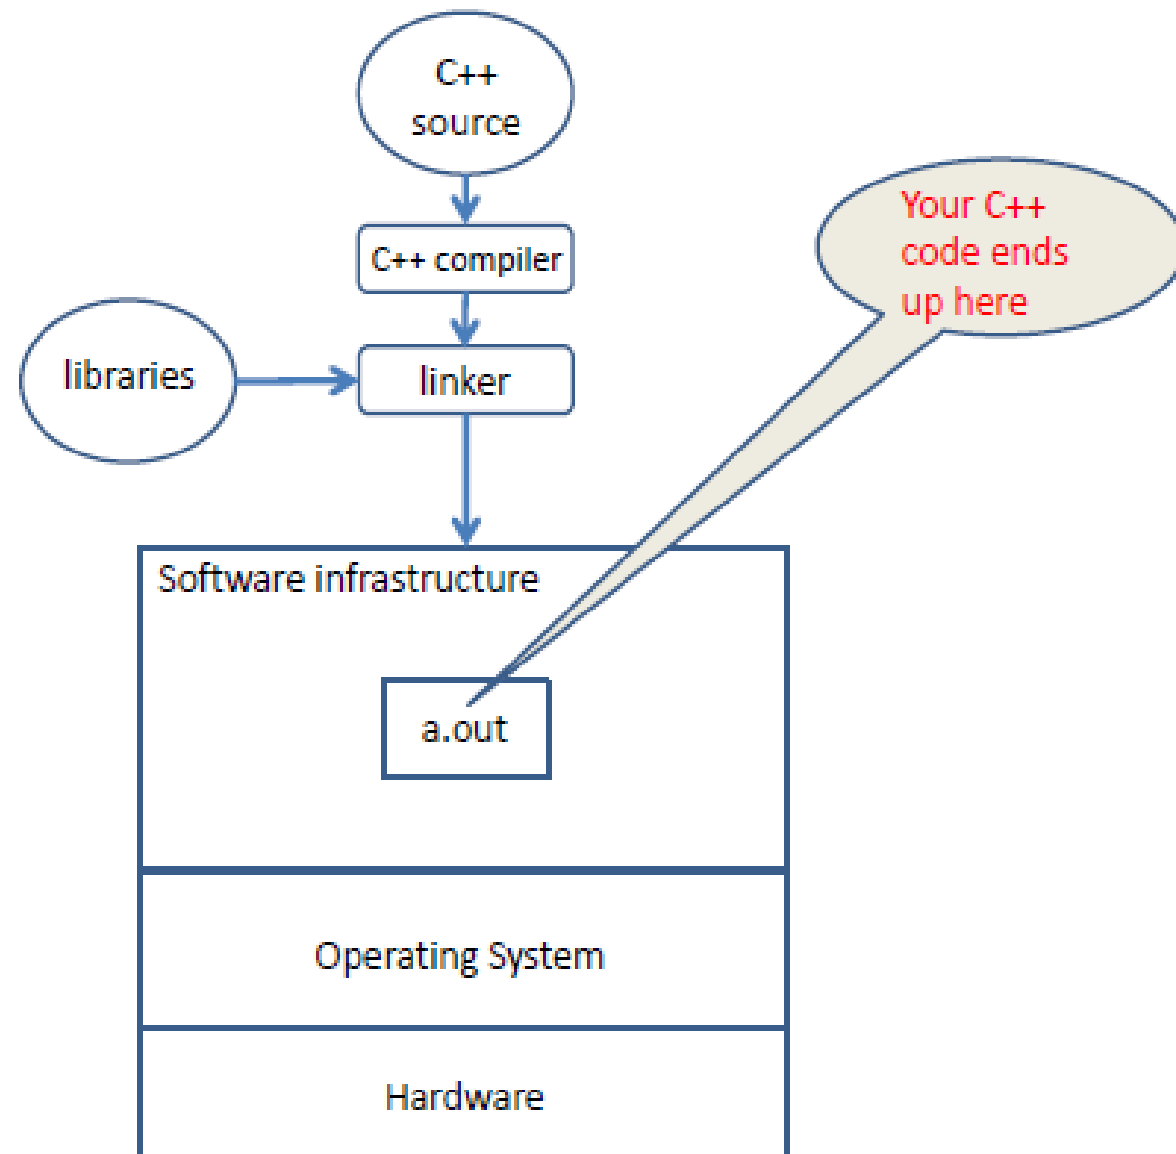 C++
source
Your C++
code ends
up here
C++ compiler
libraries
linker
Software infrastructure
a.out
Operating System
Hardware